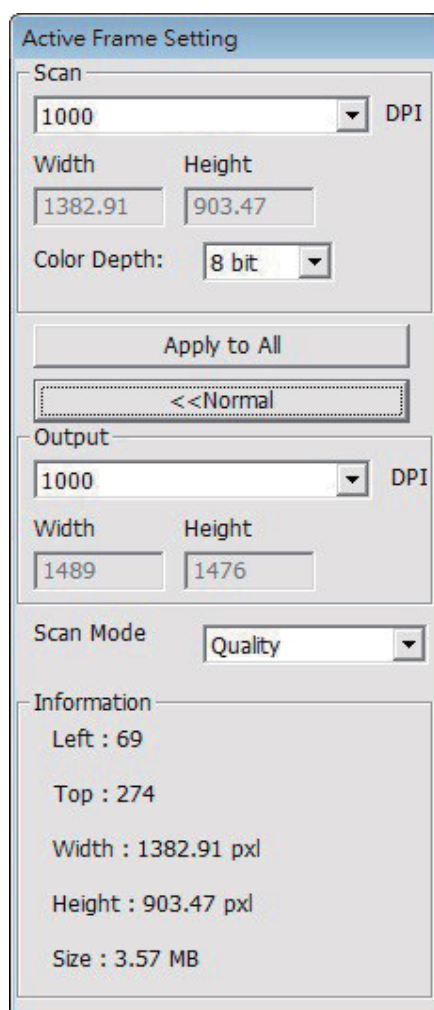 Active Frame Setting
Scan
1000 DPI
Width Height
1382.91 903.47
Color Depth: 8 bit
Apply to All
<<Normal
Output
1000 DPI
Width Height
1489 1476
Scan Mode Quality
Information
Left : 69
Top : 274
Width : 1382.91 pxl
Height : 903.47 pxl
Size : 3.57 MB